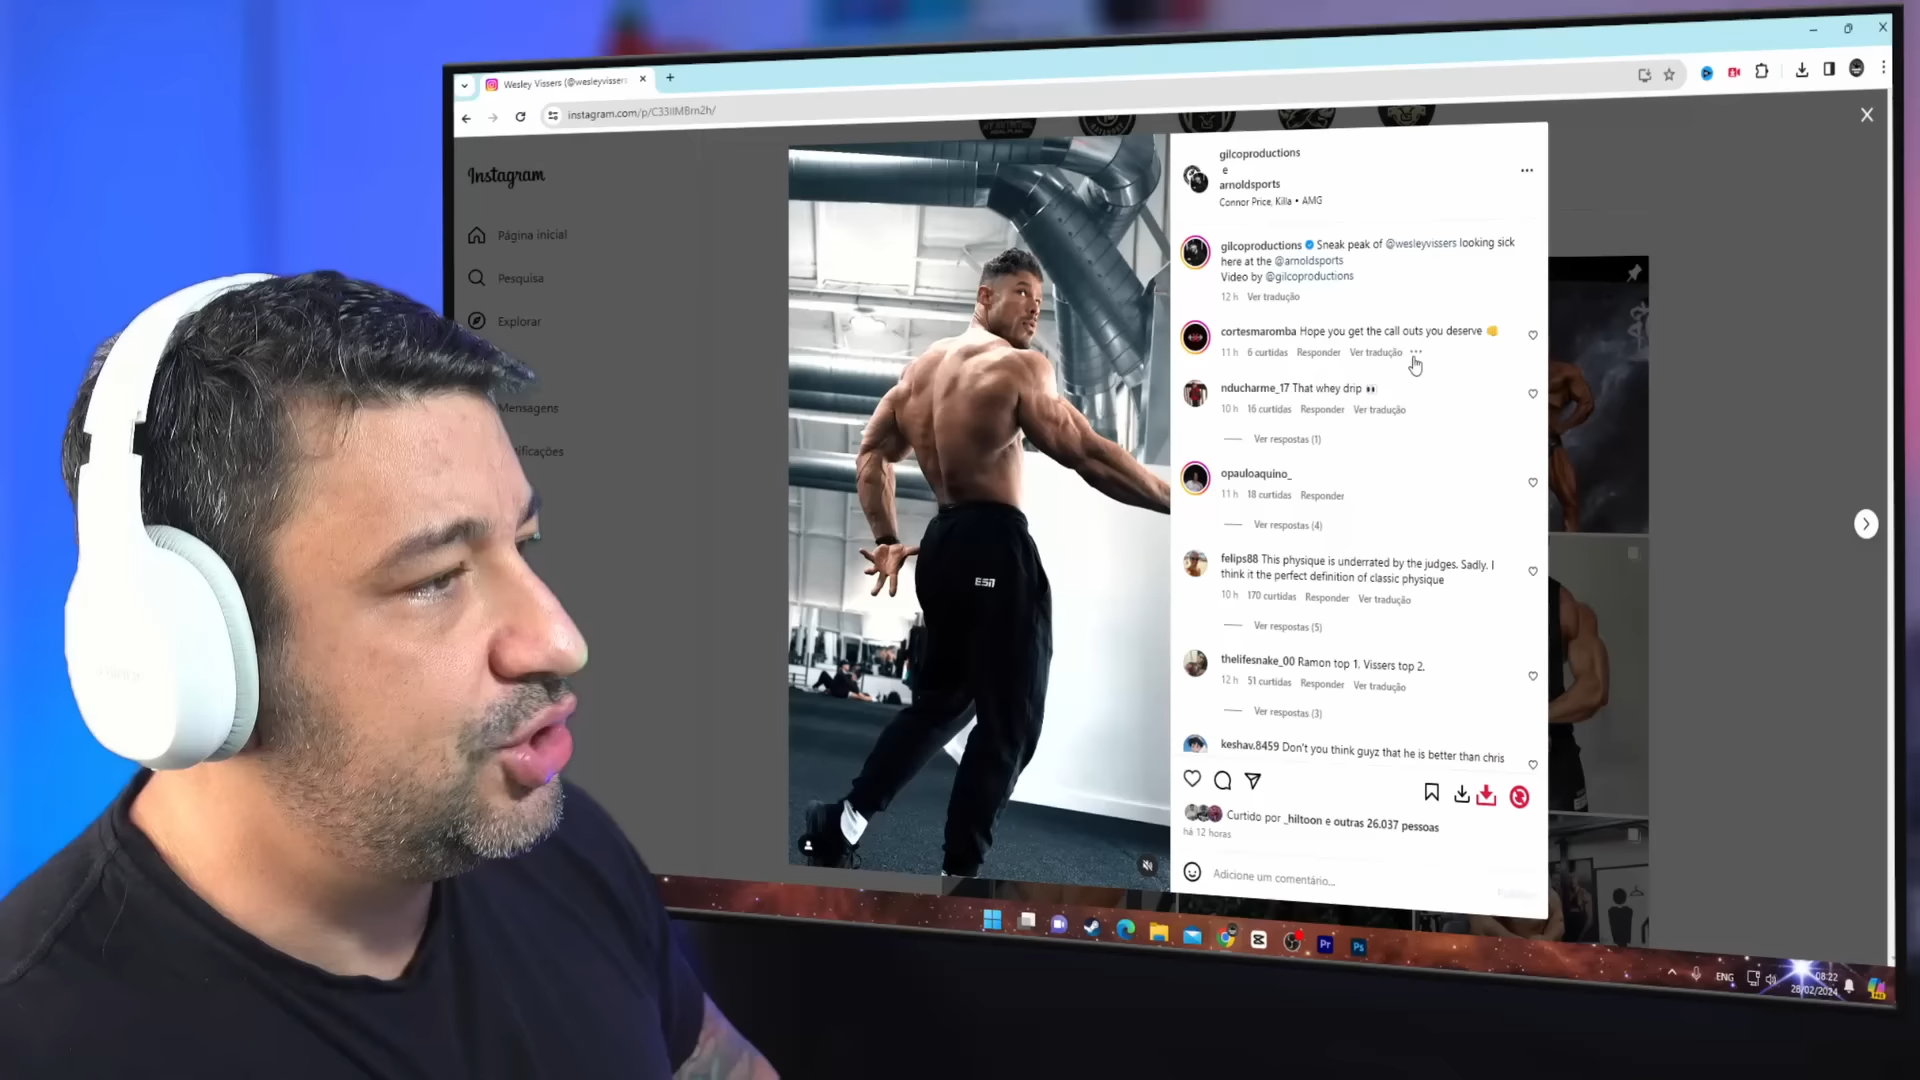 Wesley Vissers (@wesleyvissers
instagram.com/p/C33IIMBrn2h/
Instagram
Página inicial
Pesquisa
Explorar
Mensagens
ificações
ESN
gilcoproductions
e
arnoldsports
Connor Price, Killa • AMG
gilcoproductions Sneak peak of @wesleyvissers looking sick
here at the @arnoldsports
Video by @gilcoproductions
12 h Ver tradução
cortesmaromba Hope you get the call outs you deserve 👊
11 h 6 curtidas Responder Ver tradução ...
nducharme_17 That whey drip 👀
10 h 16 curtidas Responder Ver tradução
Ver respostas (1)
opauloaquino_
11 h 18 curtidas Responder
Ver respostas (4)
felips88 This physique is underrated by the judges. Sadly. I
think it the perfect definition of classic physique
10 h 170 curtidas Responder Ver tradução
Ver respostas (5)
thelifesnake_00 Ramon top 1, Vissers top 2.
12 h 51 curtidas Responder Ver tradução
Ver respostas (3)
keshav.8459 Don't you think guyz that he is better than chris
Curtido por _hiltoon e outras 26.037 pessoas
há 12 horas
Adicione um comentário...
Pr
Ps
ENG
08:22
28/02/2024